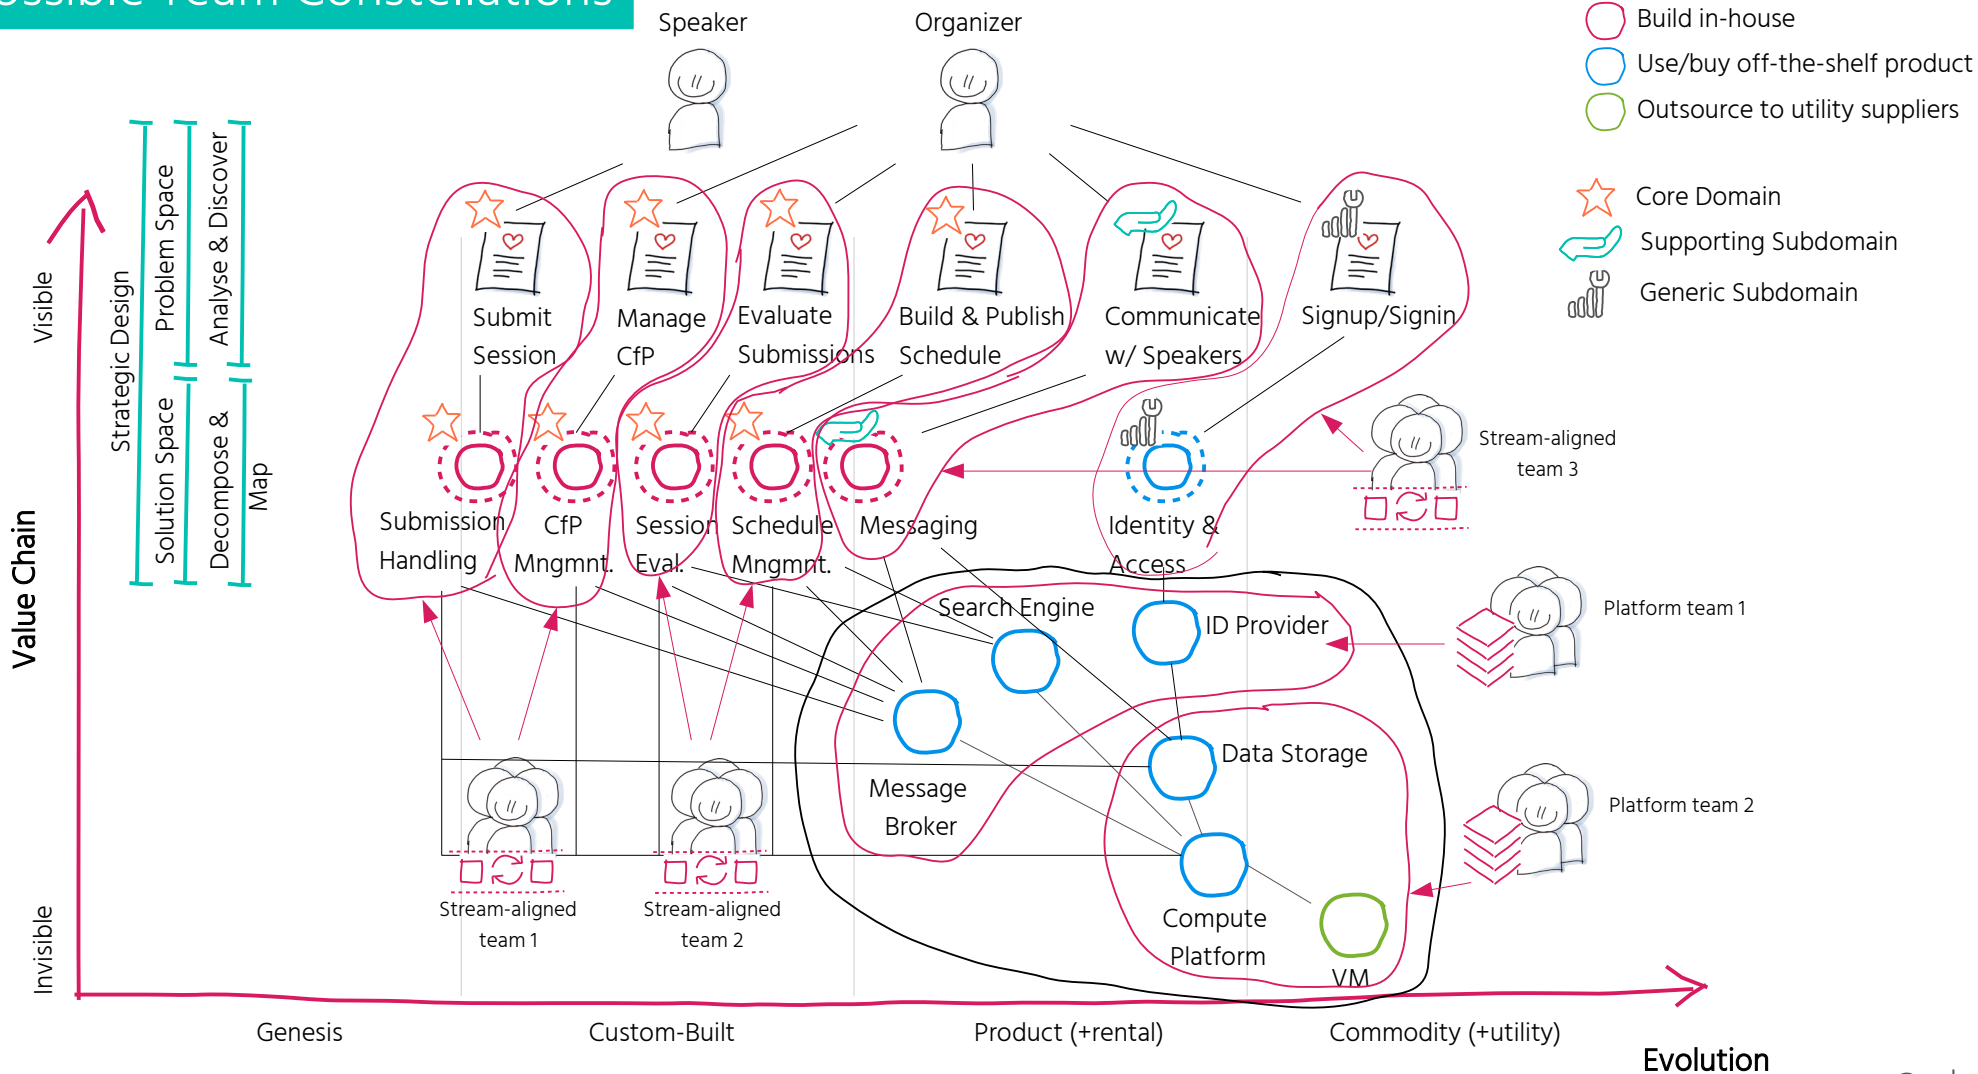 Possible Team Constellations
Speaker
Organizer
Build in-house
Use/buy off-the-shelf product
Outsource to utility suppliers
Core Domain
Supporting Subdomain
Generic Subdomain
Value Chain
Visible
Invisible
Strategic Design
Problem Space
Solution Space
Analyse & Discover
Decompose &
Map
Submit
Session
Manage
CfP
Evaluate
Submissions
Build & Publish
Schedule
Communicate
w/ Speakers
Signup/Signin
Submission
Handling
CfP
Mngmnt.
Session
Eval.
Schedule
Mngmnt.
Messaging
Identity &
Access
Stream-aligned
team 3
Search Engine
ID Provider
Platform team 1
Message
Broker
Data Storage
Platform team 2
Compute
Platform
VM
Stream-aligned
team 1
Stream-aligned
team 2
Genesis
Custom-Built
Product (+rental)
Commodity (+utility)
Evolution